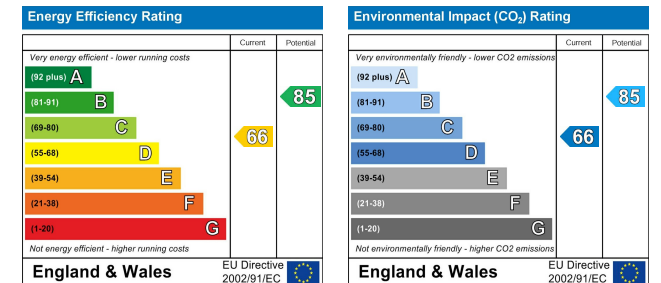 Energy Efficiency Rating
Current Potential
Very energy efficient - lower running costs
(92 plus) A
(81-91) B
85
(69-80) C
66
(55-68) D
(39-54) E
(21-38) F
(1-20) G
Not energy efficient - higher running costs
England & Wales
EU Directive
2002/91/EC
Environmental Impact (CO2) Rating
Current Potential
Very environmentally friendly - lower CO2 emissions
(92 plus) A
(81-91) B
85
(69-80) C
66
(55-68) D
(39-54) E
(21-38) F
(1-20) G
Not environmentally friendly - higher CO2 emissions
England & Wales
EU Directive
2002/91/EC